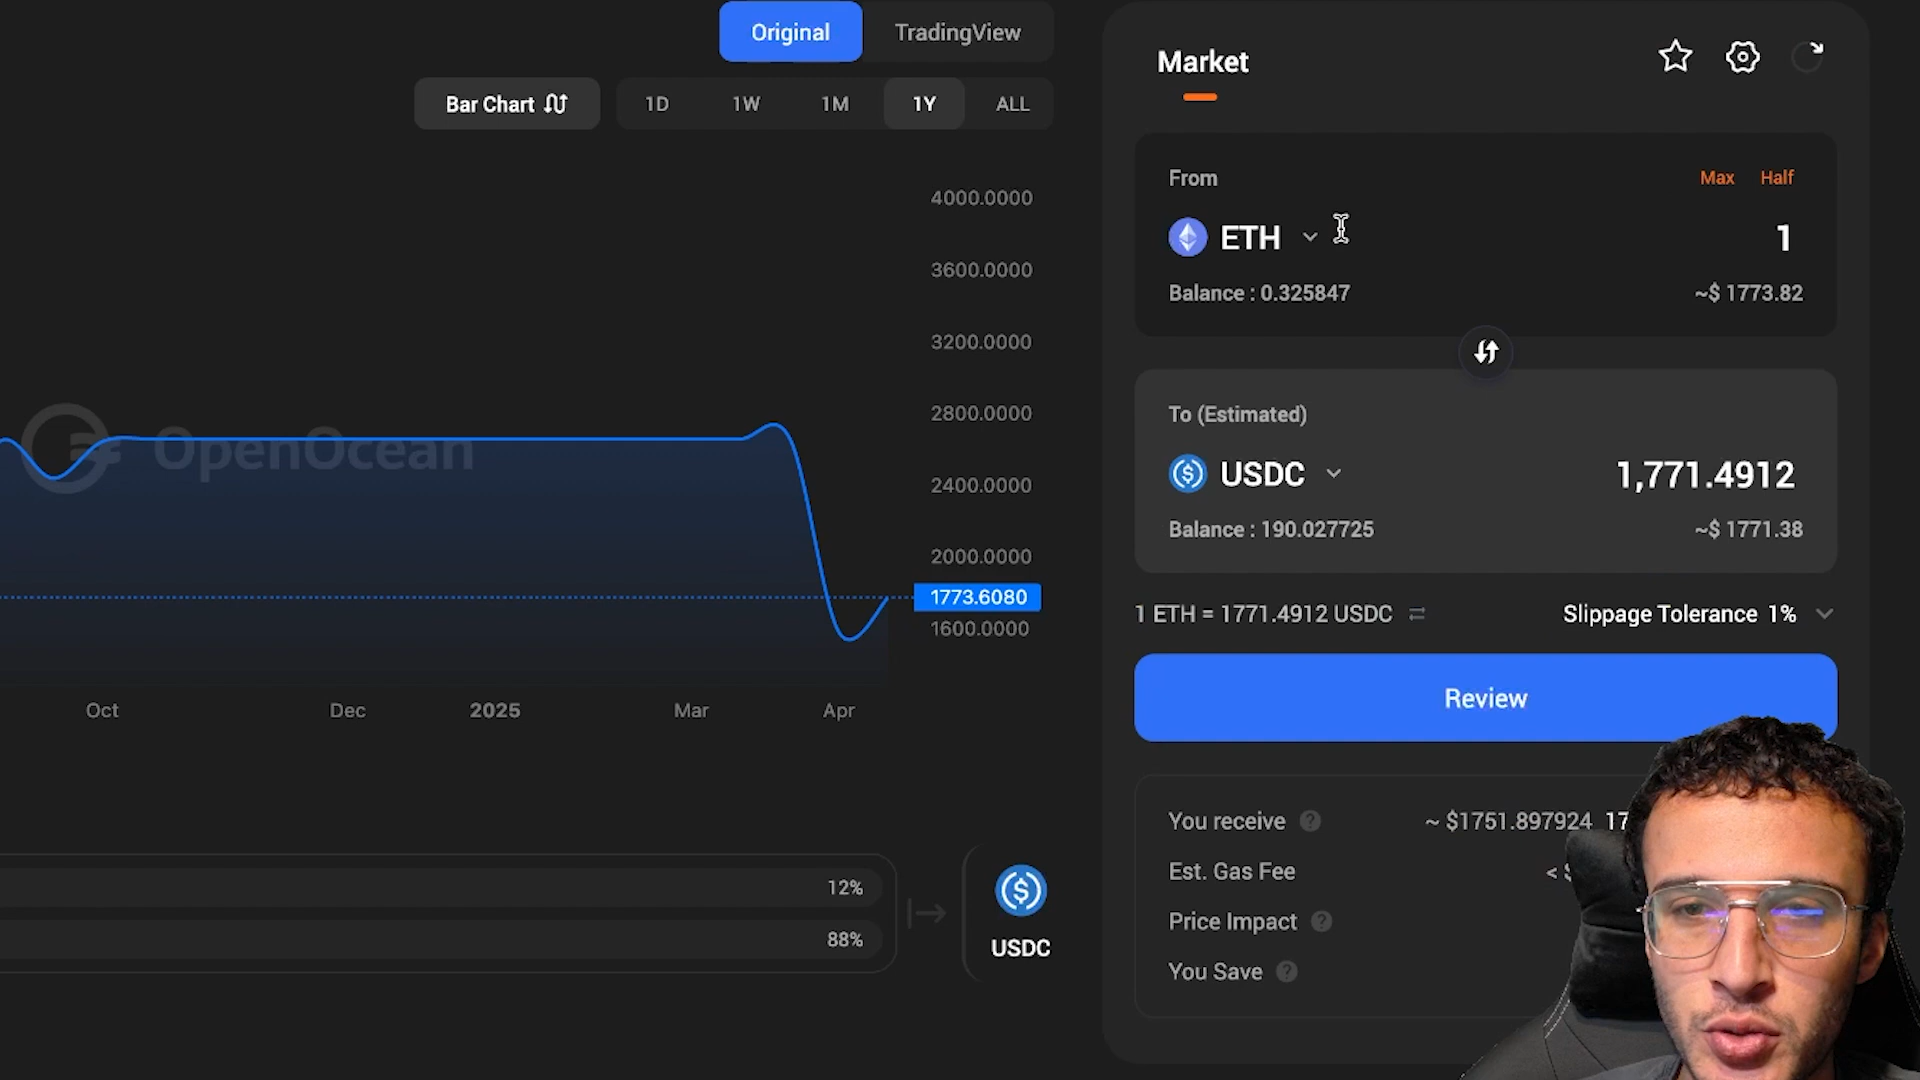 Original TradingView
Bar Chart 1D 1W 1M 1Y ALL
4000.0000
3600.0000
3200.0000
2800.0000
2400.0000
2000.0000
1773.6080
1600.0000
OpenOcean
Oct Dec 2025 Mar Apr
12%
88%
USDC
Market
From Max Half
ETH 1
Balance : 0.325847 ~$ 1773.82
To (Estimated)
USDC 1,771.4912
Balance : 190.027725 ~$ 1771.38
1 ETH = 1771.4912 USDC Slippage Tolerance 1%
Review
You receive ~ $1751.897924
Est. Gas Fee <
Price Impact
You Save